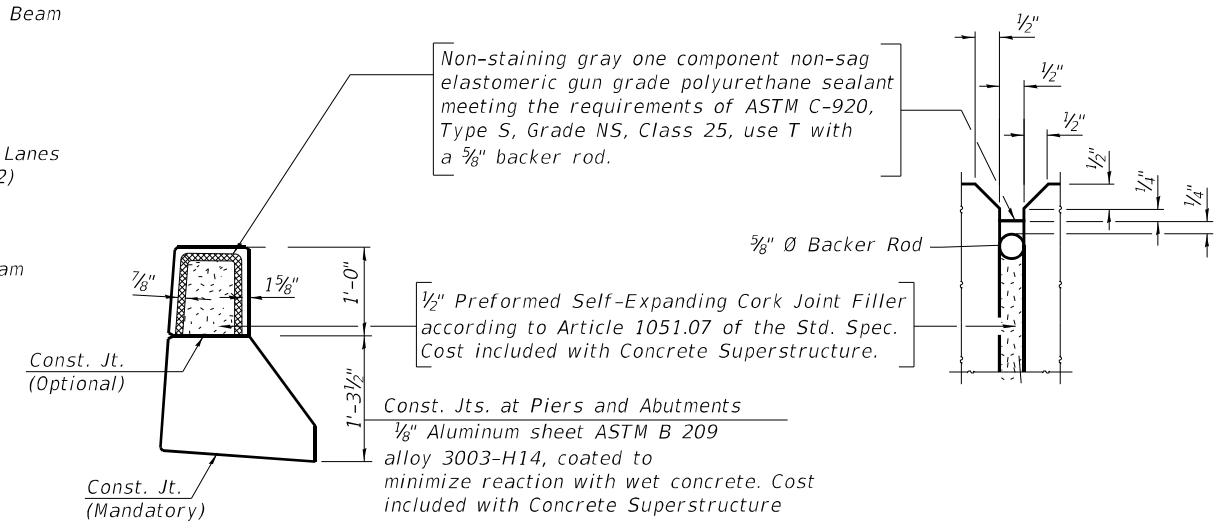 Beam
Lanes
2)
am
Non-staining gray one component non-sag
elastomeric gun grade polyurethane sealant
meeting the requirements of ASTM C-920,
Type S, Grade NS, Class 25, use T with
a 5/8" backer rod.
1/2"
1/2"
1/2"
1/2"
1/4"
1/4"
5/8" Ø Backer Rod
7/8"
1 5/8"
1'-0"
1/2" Preformed Self-Expanding Cork Joint Filler
according to Article 1051.07 of the Std. Spec.
Cost included with Concrete Superstructure.
Const. Jt.
(Optional)
1'-3 1/2"
Const. Jts. at Piers and Abutments
1/8" Aluminum sheet ASTM B 209
alloy 3003-H14, coated to
minimize reaction with wet concrete. Cost
included with Concrete Superstructure
Const. Jt.
(Mandatory)